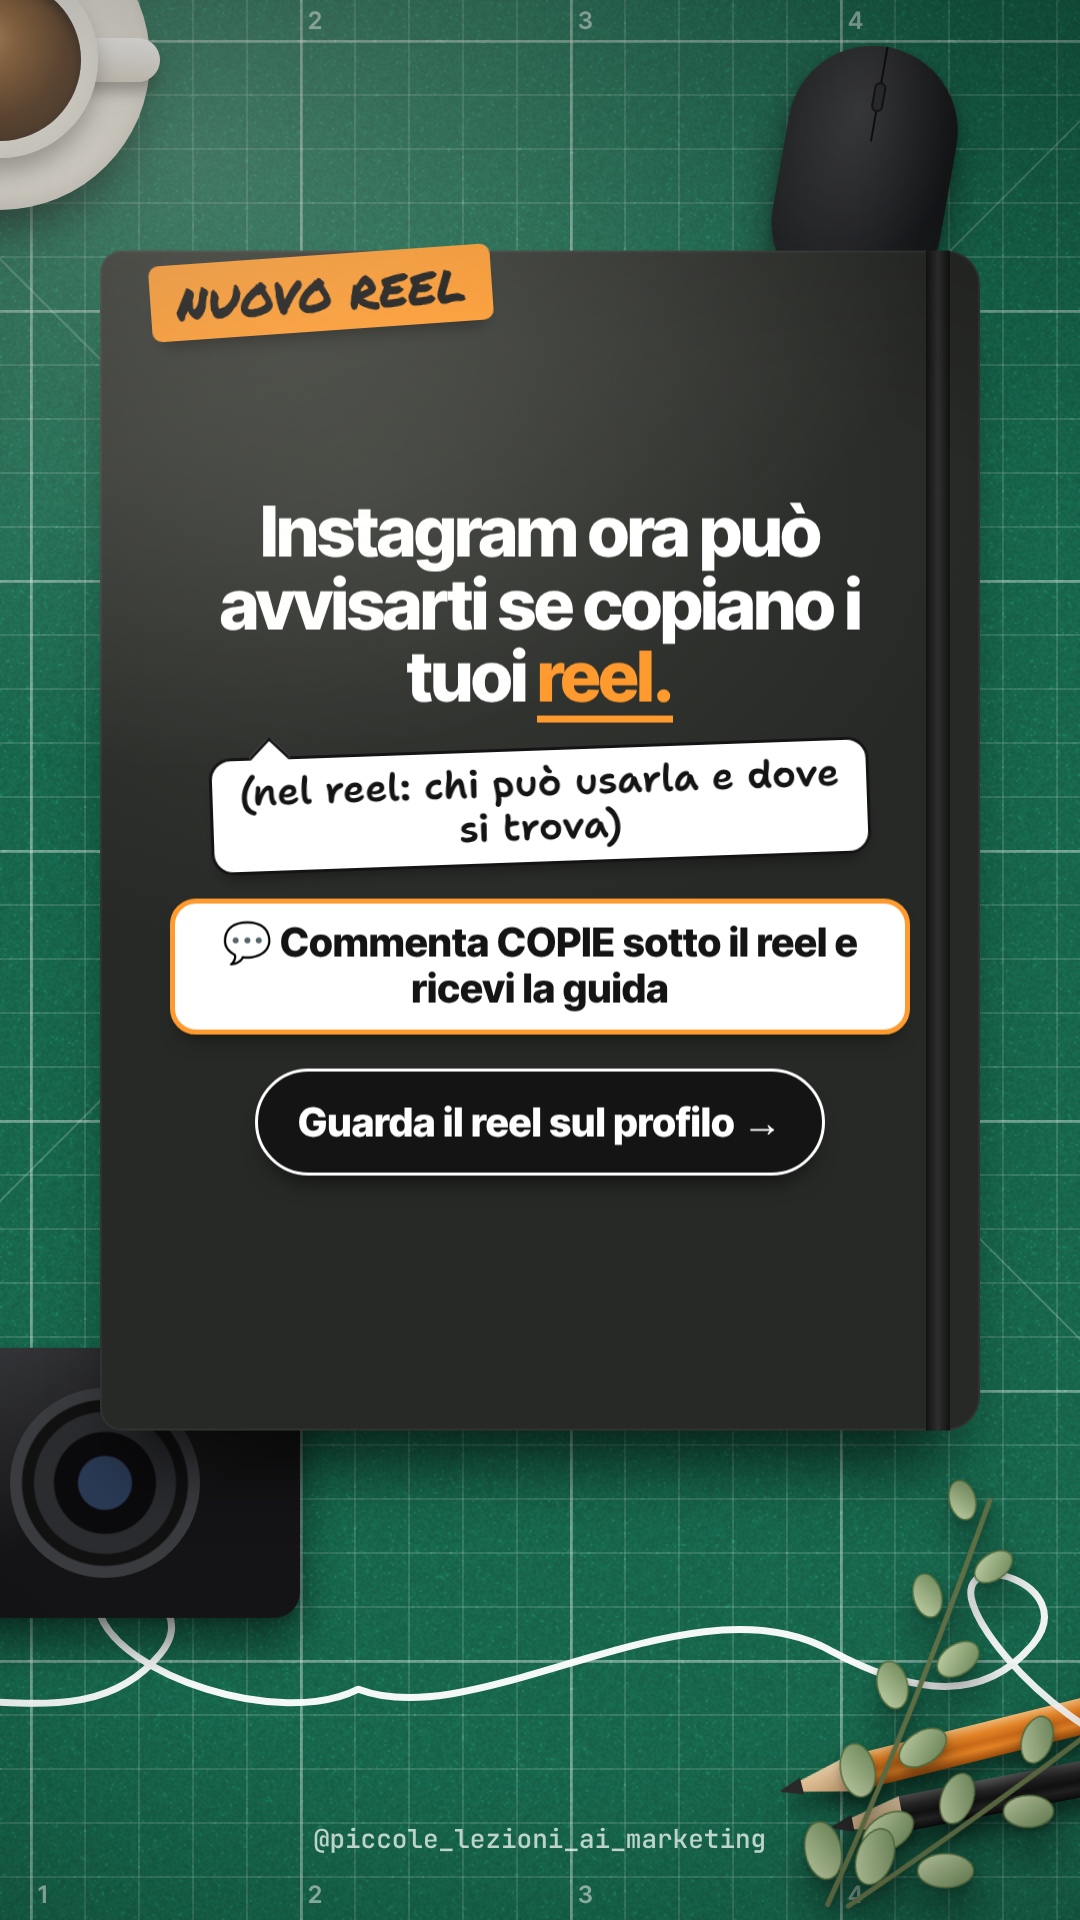 2 3 4
NUOVO REEL
Instagram ora può
avvisarti se copiano i
tuoi reel.
(nel reel: chi può usarla e dove
si trova)
💬 Commenta COPIE sotto il reel e
ricevi la guida
Guarda il reel sul profilo →
@piccole_lezioni_ai_marketing
1 2 3 4